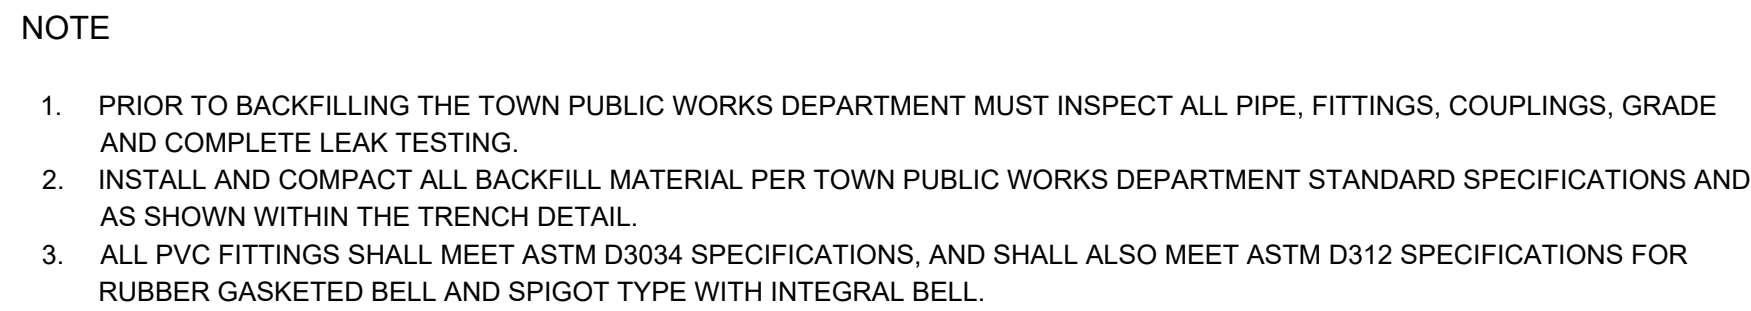 NOTE
1. PRIOR TO BACKFILLING THE TOWN PUBLIC WORKS DEPARTMENT MUST INSPECT ALL PIPE, FITTINGS, COUPLINGS, GRADE
AND COMPLETE LEAK TESTING.
2. INSTALL AND COMPACT ALL BACKFILL MATERIAL PER TOWN PUBLIC WORKS DEPARTMENT STANDARD SPECIFICATIONS AND
AS SHOWN WITHIN THE TRENCH DETAIL.
3. ALL PVC FITTINGS SHALL MEET ASTM D3034 SPECIFICATIONS, AND SHALL ALSO MEET ASTM D312 SPECIFICATIONS FOR
RUBBER GASKETED BELL AND SPIGOT TYPE WITH INTEGRAL BELL.